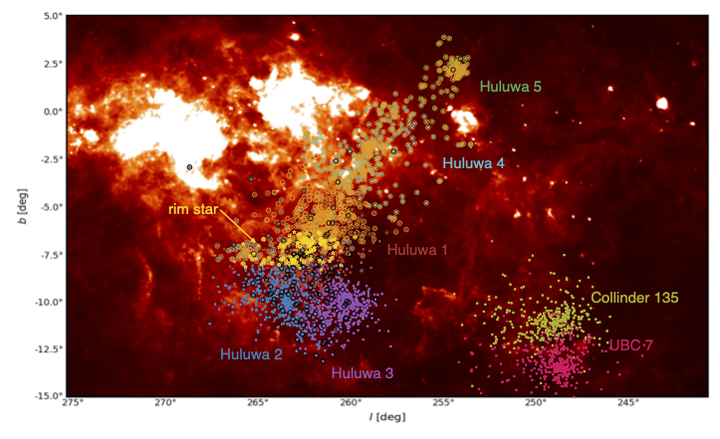 5.0°
2.5°
0.0°
-2.5°
-5.0°
-7.5°
-10.0°
-12.5°
-15.0°
b [deg]
Huluwa 5
Huluwa 4
rim star
Huluwa 1
Collinder 135
UBC 7
Huluwa 2
Huluwa 3
275° 270° 265° 260° 255° 250° 245°
l [deg]